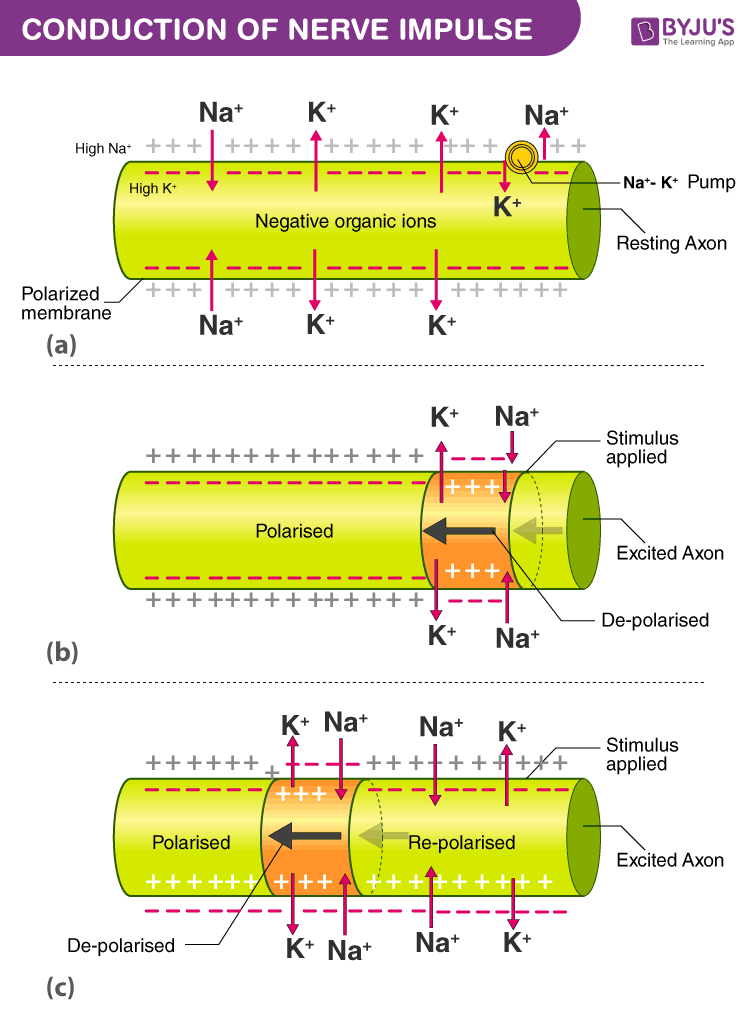 CONDUCTION OF NERVE IMPULSE
BYJU'S
The Learning App
Na⁺ K⁺ K⁺ Na⁺
High Na⁺ +++ +++++ +++++ +++ ++
High K⁺
K⁺
Na⁺- K⁺ Pump
Negative organic ions
Resting Axon
Polarized
membrane
+++ +++++ +++++ +++++
Na⁺ K⁺ K⁺
(a)
K⁺ Na⁺
Stimulus
applied
+++
Polarised
Excited Axon
+++
De-polarised
K⁺ Na⁺
(b)
K⁺ Na⁺ Na⁺ K⁺
Stimulus
applied
+++
Polarised
Re-polarised
Excited Axon
De-polarised
K⁺ Na⁺ Na⁺ K⁺
(c)